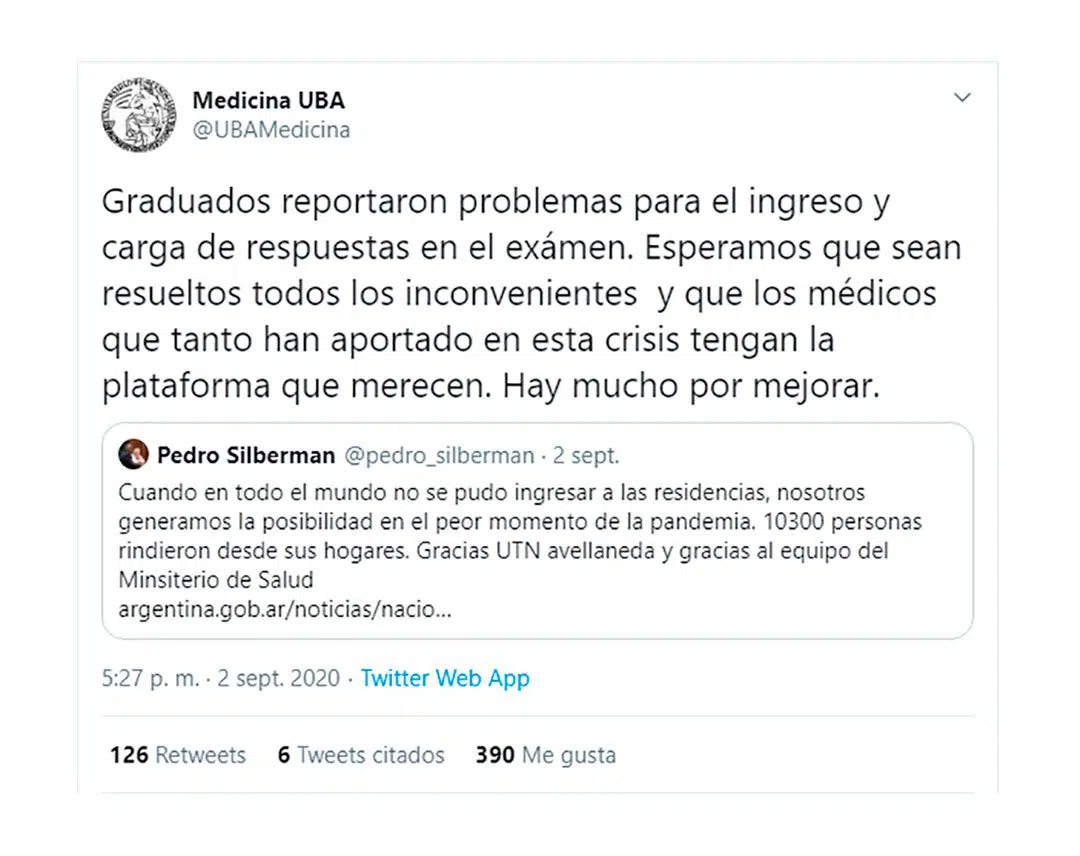 Medicina UBA
@UBAMedicina
Graduados reportaron problemas para el ingreso y
carga de respuestas en el exámen. Esperamos que sean
resueltos todos los inconvenientes  y que los médicos
que tanto han aportado en esta crisis tengan la
plataforma que merecen. Hay mucho por mejorar.
Pedro Silberman @pedro_silberman · 2 sept.
Cuando en todo el mundo no se pudo ingresar a las residencias, nosotros
generamos la posibilidad en el peor momento de la pandemia. 10300 personas
rindieron desde sus hogares. Gracias UTN avellaneda y gracias al equipo del
Minsiterio de Salud
argentina.gob.ar/noticias/nacio...
5:27 p. m. · 2 sept. 2020 · Twitter Web App
126 Retweets 6 Tweets citados 390 Me gusta